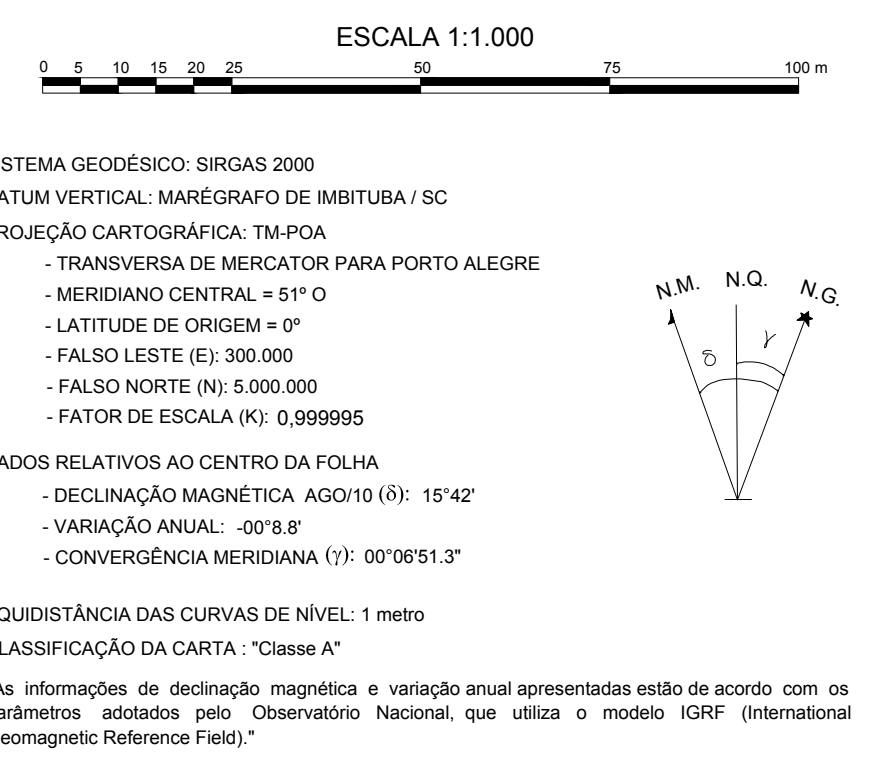 ESCALA 1:1.000
0 5 10 15 20 25 50 75 100 m
ISTEMA GEODÉSICO: SIRGAS 2000
ATUM VERTICAL: MARÉGRAFO DE IMBITUBA / SC
ROJEÇÃO CARTOGRÁFICA: TM-POA
- TRANSVERSA DE MERCATOR PARA PORTO ALEGRE
- MERIDIANO CENTRAL = 51º O
- LATITUDE DE ORIGEM = 0º
- FALSO LESTE (E): 300.000
- FALSO NORTE (N): 5.000.000
- FATOR DE ESCALA (K): 0,999995
N.M. N.Q. N.G.
δ γ
ADOS RELATIVOS AO CENTRO DA FOLHA
- DECLINAÇÃO MAGNÉTICA AGO/10 (δ): 15°42'
- VARIAÇÃO ANUAL: -00°8.8'
- CONVERGÊNCIA MERIDIANA (γ): 00°06'51.3"
QUIDISTÂNCIA DAS CURVAS DE NÍVEL: 1 metro
LASSIFICAÇÃO DA CARTA : "Classe A"
As informações de declinação magnética e variação anual apresentadas estão de acordo com os
arâmetros adotados pelo Observatório Nacional, que utiliza o modelo IGRF (International
eomagnetic Reference Field)."